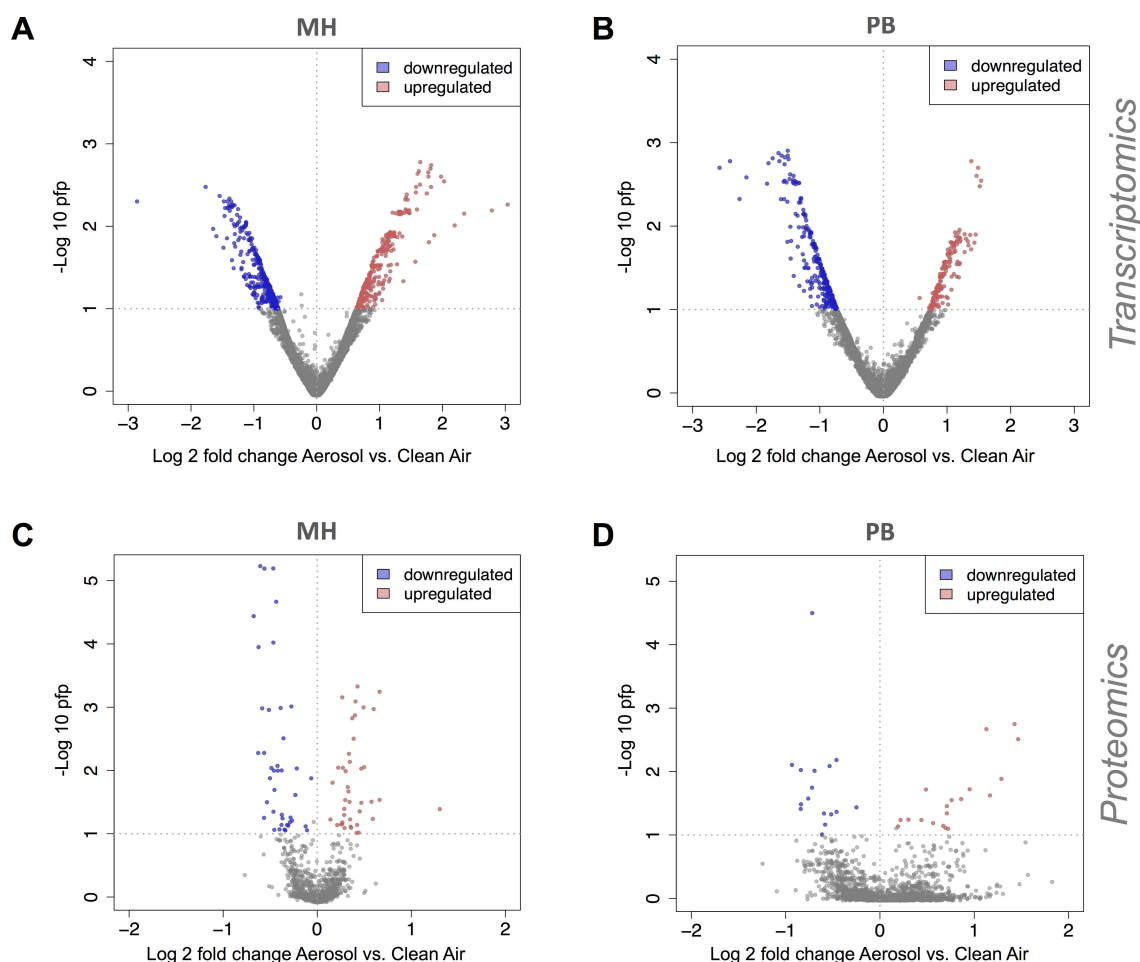 A
MH
4
3
2
1
0
-Log 10 pfp
downregulated
upregulated
−3
−2
−1
0
1
2
3
Log 2 fold change Aerosol vs. Clean Air
B
PB
4
3
2
1
0
-Log 10 pfp
downregulated
upregulated
−3
−2
−1
0
1
2
3
Log 2 fold change Aerosol vs. Clean Air
Transcriptomics
C
MH
5
4
3
2
1
0
-Log 10 pfp
downregulated
upregulated
−2
−1
0
1
2
Log 2 fold change Aerosol vs. Clean Air
D
PB
5
4
3
2
1
0
-Log 10 pfp
downregulated
upregulated
−2
−1
0
1
2
Log 2 fold change Aerosol vs. Clean Air
Proteomics